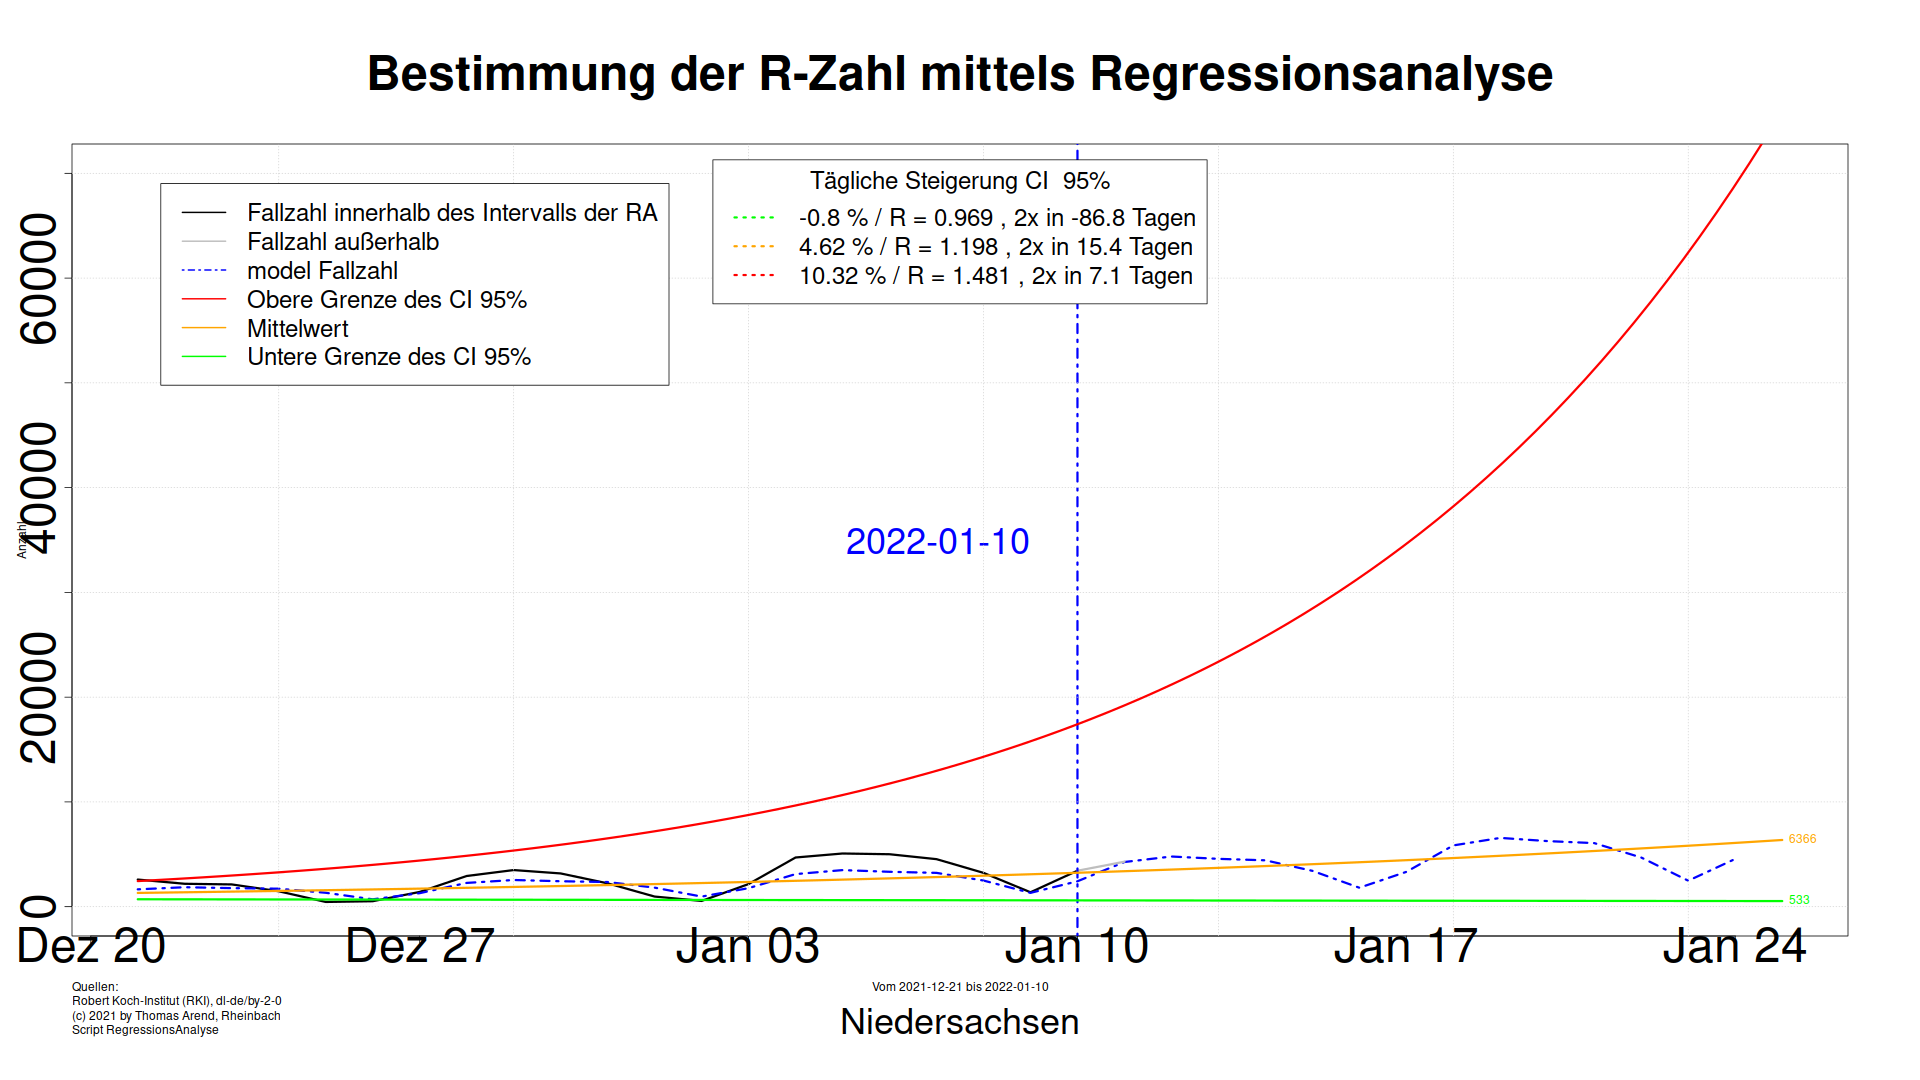 Bestimmung der R-Zahl mittels Regressionsanalyse
Fallzahl innerhalb des Intervalls der RA
Fallzahl außerhalb
model Fallzahl
Obere Grenze des CI 95%
Mittelwert
Untere Grenze des CI 95%
Tägliche Steigerung CI  95%
-0.8 % / R = 0.969 , 2x in -86.8 Tagen
4.62 % / R = 1.198 , 2x in 15.4 Tagen
10.32 % / R = 1.481 , 2x in 7.1 Tagen
60000
40000
20000
0
Anzahl
2022-01-10
6366
533
Dez 20 Dez 27 Jan 03 Jan 10 Jan 17 Jan 24
Quellen:
Robert Koch-Institut (RKI), dl-de/by-2-0
(c) 2021 by Thomas Arend, Rheinbach
Script RegressionsAnalyse
Vom 2021-12-21 bis 2022-01-10
Niedersachsen